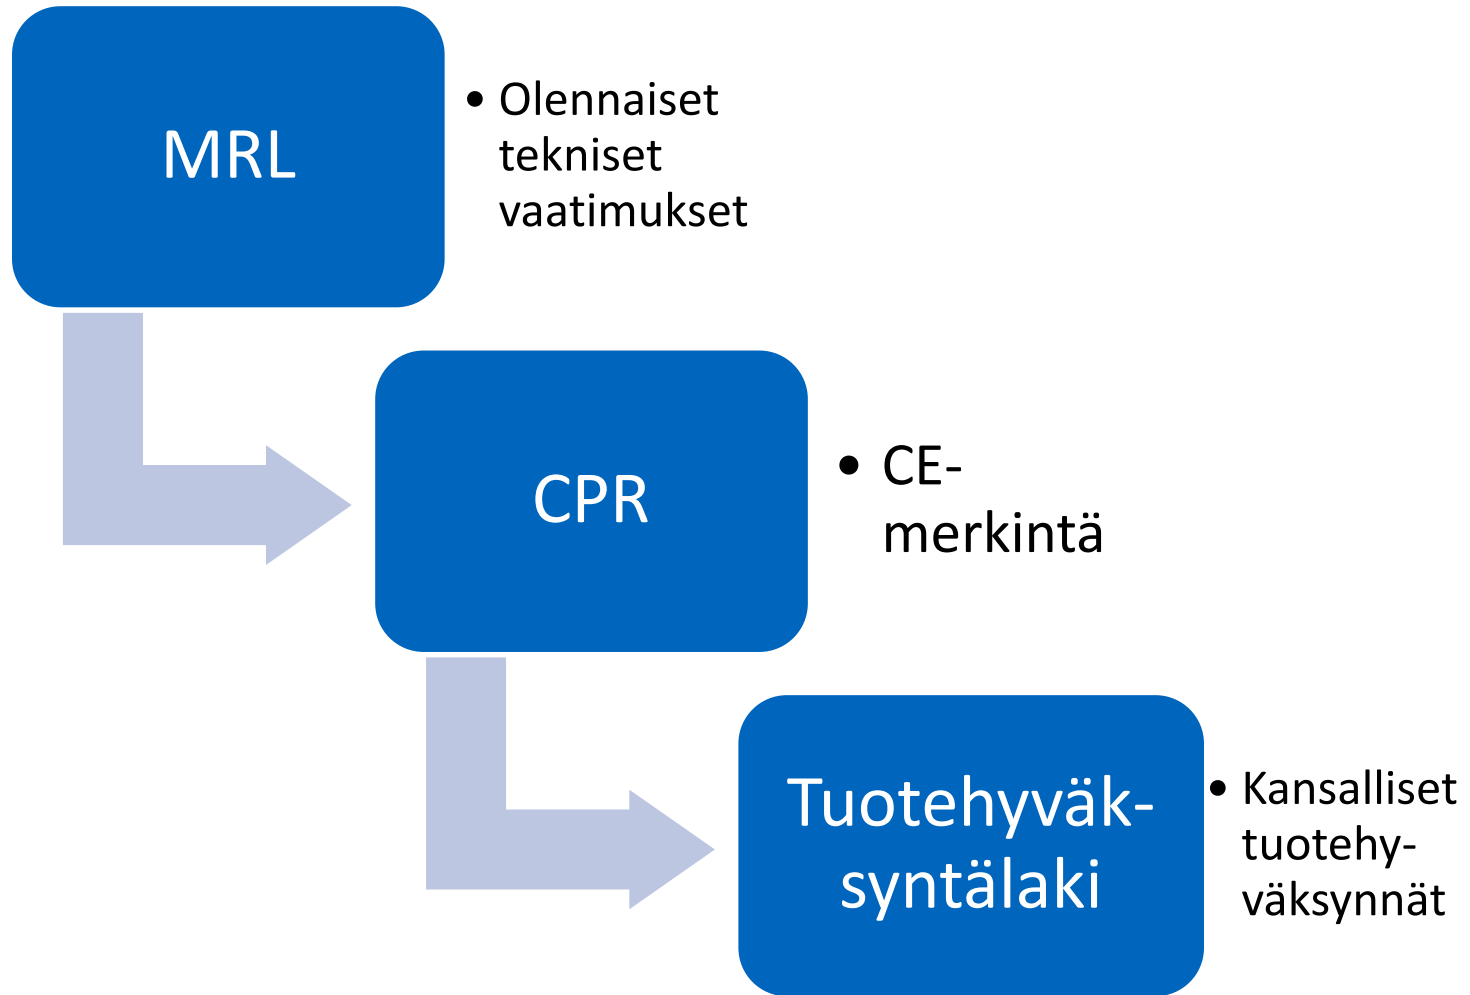 MRL
• Olennaiset
tekniset
vaatimukset
CPR
• CE-
merkintä
Tuotehyväk-
syntälaki
• Kansalliset
tuotehy-
väksynnät